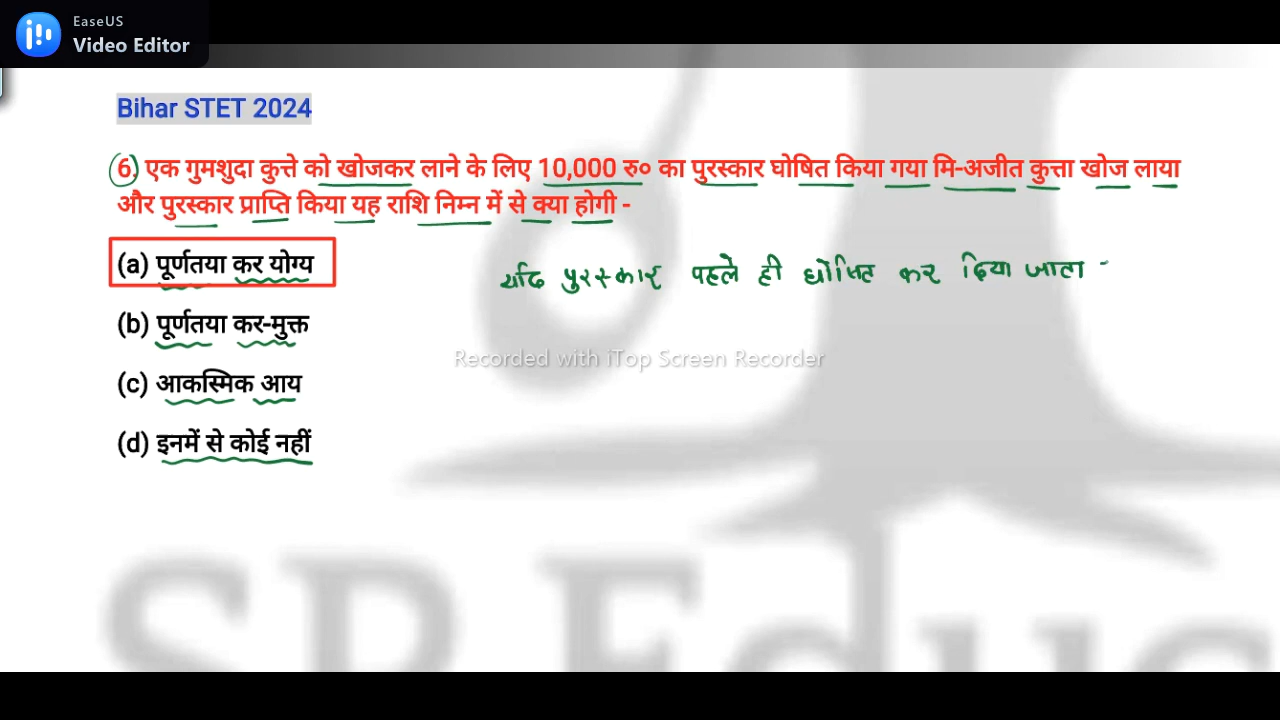 EaseUS
Video Editor
Bihar STET 2024
6. एक गुमशुदा कुत्ते को खोजकर लाने के लिए 10,000 रु० का पुरस्कार घोषित किया गया मि-अजीत कुत्ता खोज लाया
और पुरस्कार प्राप्ति किया यह राशि निम्न में से क्या होगी -
(a) पूर्णतया कर योग्य
यदि पुरस्कार पहले ही घोषित कर दिया जाता -
(b) पूर्णतया कर-मुक्त
Recorded with iTop Screen Recorder
(c) आकस्मिक आय
(d) इनमें से कोई नहीं